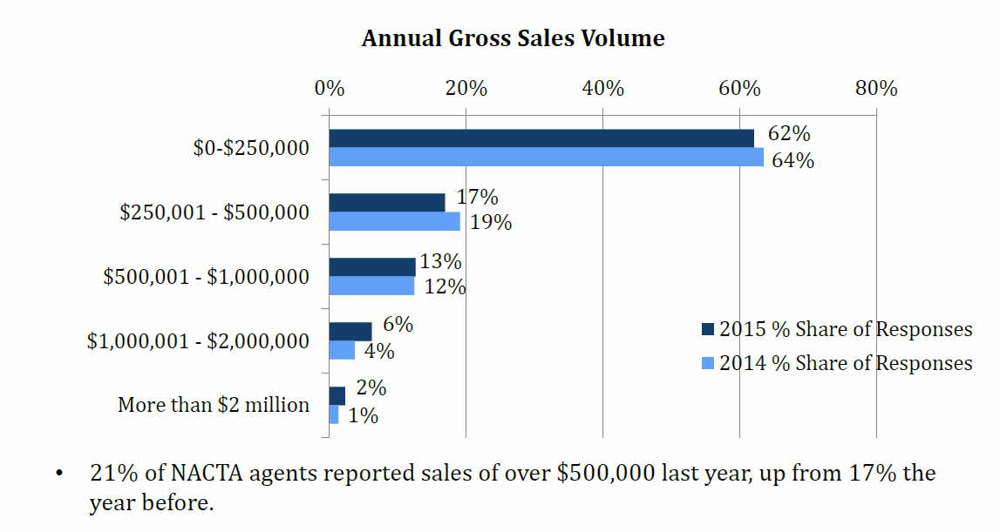 Annual Gross Sales Volume
0% 20% 40% 60% 80%
$0-$250,000 62%
64%
$250,001 - $500,000 17%
19%
$500,001 - $1,000,000 13%
12%
$1,000,001 - $2,000,000 6%
4%
2015 % Share of Responses
2014 % Share of Responses
More than $2 million 2%
1%
• 21% of NACTA agents reported sales of over $500,000 last year, up from 17% the
year before.